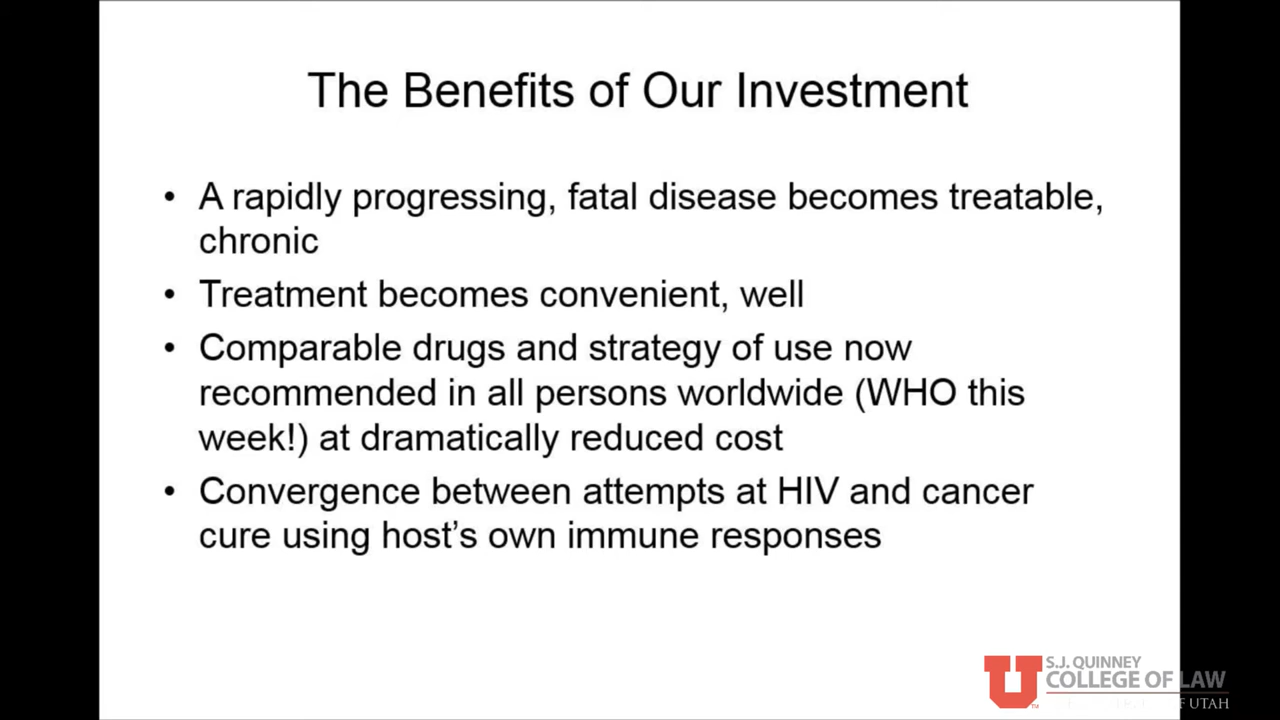 The Benefits of Our Investment
• A rapidly progressing, fatal disease becomes treatable,
chronic
• Treatment becomes convenient, well
• Comparable drugs and strategy of use now
recommended in all persons worldwide (WHO this
week!) at dramatically reduced cost
• Convergence between attempts at HIV and cancer
cure using host's own immune responses
U
S.J. QUINNEY
COLLEGE OF LAW
UTAH